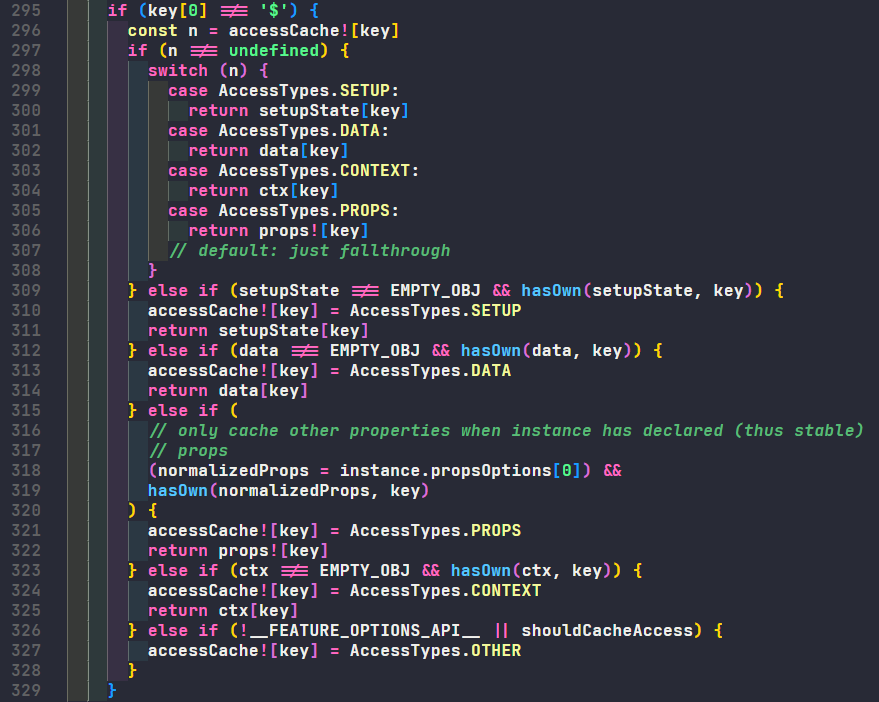 295 if (key[0] !== '$') {
296 const n = accessCache![key]
297 if (n !== undefined) {
298 switch (n) {
299 case AccessTypes.SETUP:
300 return setupState[key]
301 case AccessTypes.DATA:
302 return data[key]
303 case AccessTypes.CONTEXT:
304 return ctx[key]
305 case AccessTypes.PROPS:
306 return props![key]
307 // default: just fallthrough
308 }
309 } else if (setupState !== EMPTY_OBJ && hasOwn(setupState, key)) {
310 accessCache![key] = AccessTypes.SETUP
311 return setupState[key]
312 } else if (data !== EMPTY_OBJ && hasOwn(data, key)) {
313 accessCache![key] = AccessTypes.DATA
314 return data[key]
315 } else if (
316 // only cache other properties when instance has declared (thus stable)
317 // props
318 (normalizedProps = instance.propsOptions[0]) &&
319 hasOwn(normalizedProps, key)
320 ) {
321 accessCache![key] = AccessTypes.PROPS
322 return props![key]
323 } else if (ctx !== EMPTY_OBJ && hasOwn(ctx, key)) {
324 accessCache![key] = AccessTypes.CONTEXT
325 return ctx[key]
326 } else if (!__FEATURE_OPTIONS_API__ || shouldCacheAccess) {
327 accessCache![key] = AccessTypes.OTHER
328 }
329 }